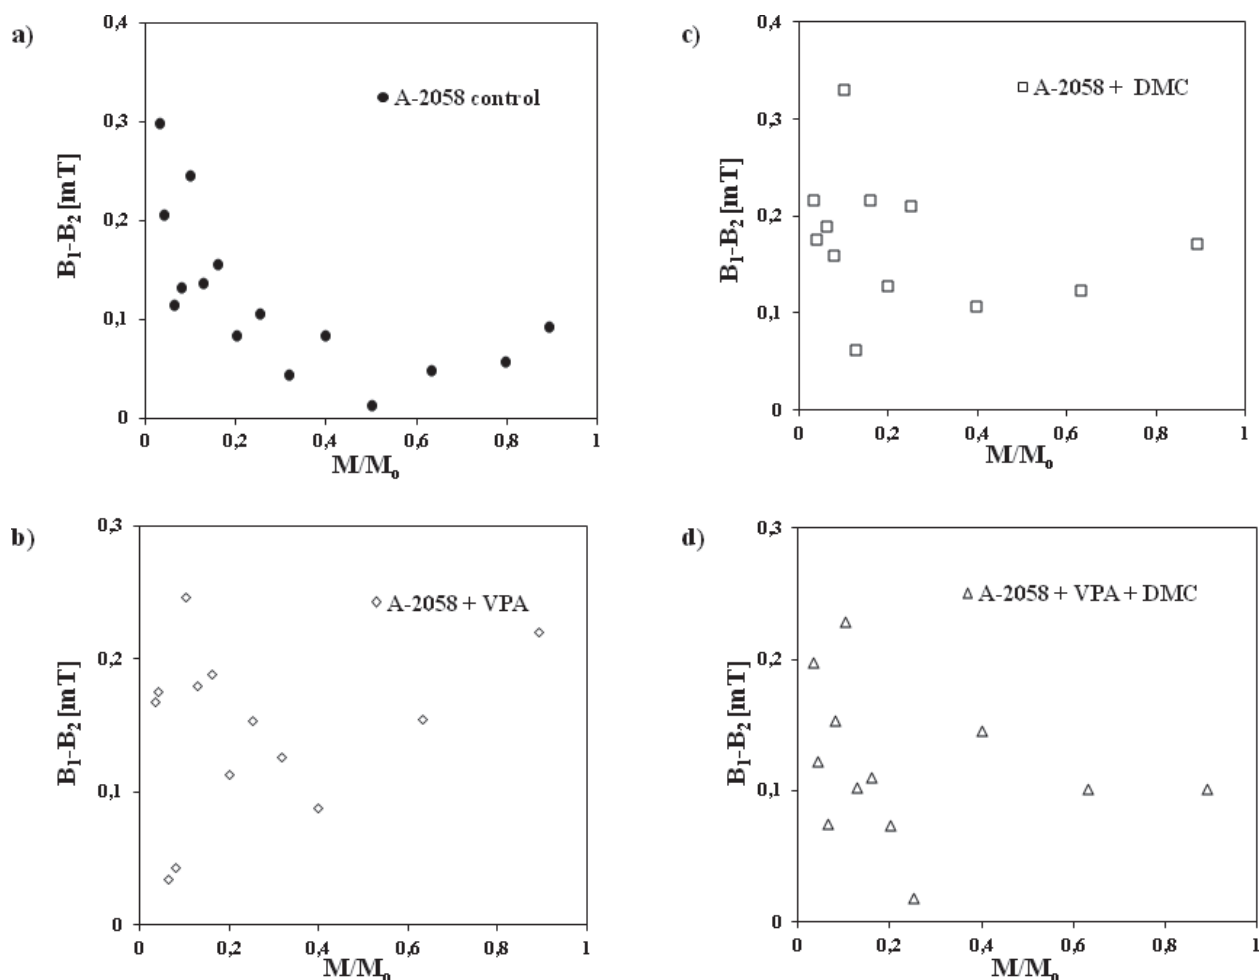 a)
0,4
A-2058 control
0,3
B1-B2 [mT]
0,2
0,1
0
0 0,2 0,4 0,6 0,8 1
M/Mo
c)
0,4
A-2058 + DMC
0,3
B1-B2 [mT]
0,2
0,1
0
0 0,2 0,4 0,6 0,8 1
M/Mo
b)
0,3
A-2058 + VPA
0,2
B1-B2 [mT]
0,1
0
0 0,2 0,4 0,6 0,8 1
M/Mo
d)
0,3
A-2058 + VPA + DMC
0,2
B1-B2 [mT]
0,1
0
0 0,2 0,4 0,6 0,8 1
M/Mo